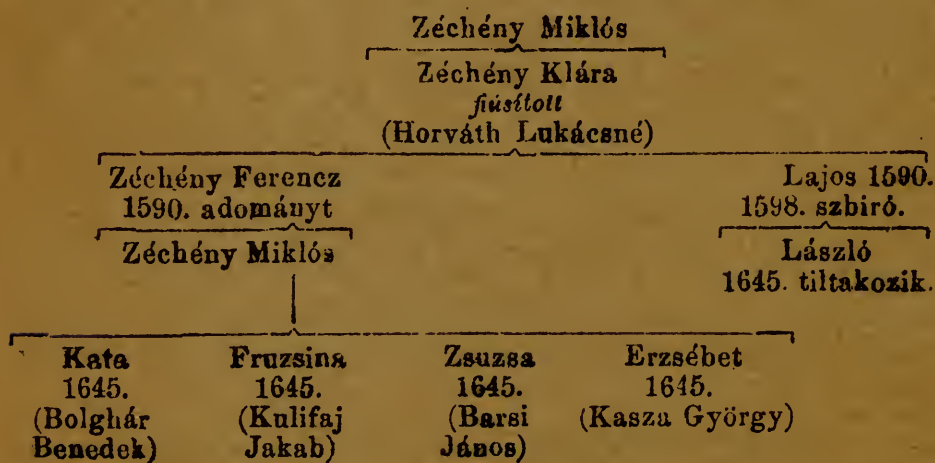 Zéchény Miklós
Zéchény Klára
fiúsított
(Horváth Lukácsné)
Zéchény Ferencz
1590. adományt
Zéchény Miklós
Lajos 1590.
1598. szbiró.
László
1645. tiltakozik.
Kata
1645.
(Bolghár
Benedek)
Fruzsina
1645.
(Kulifaj
Jakab)
Zsuzsa
1645.
(Barsi
János)
Erzsébet
1645.
(Kasza György)